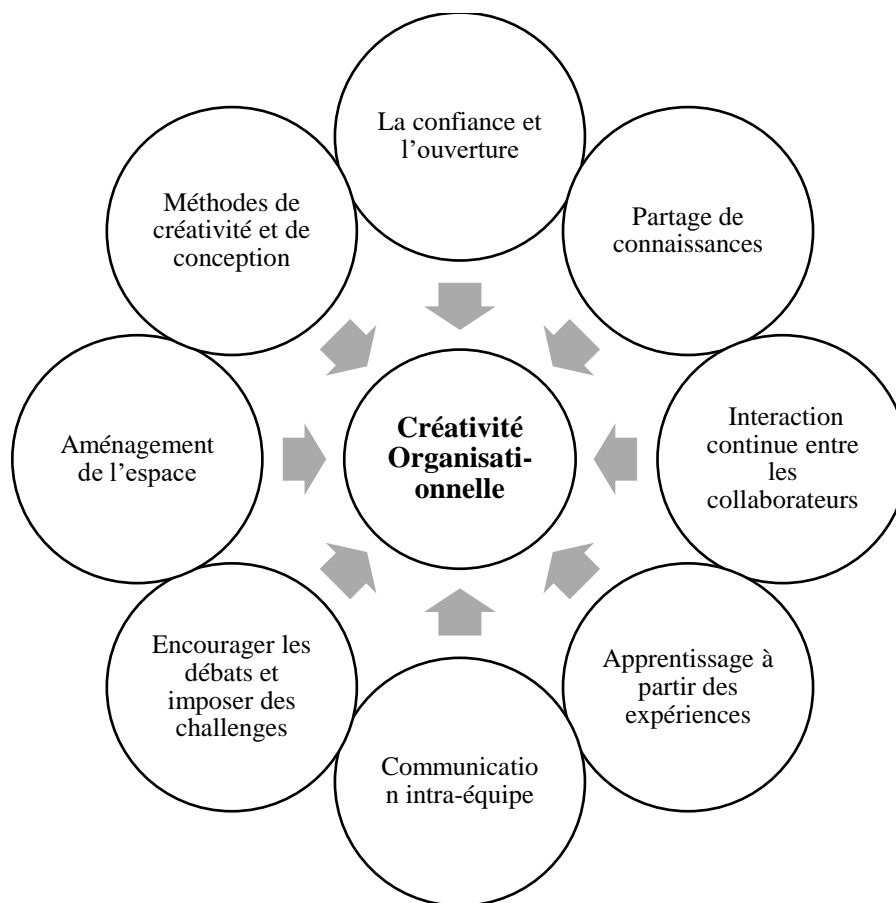 La confiance et
l’ouverture
Partage de
connaissances
Interaction
continue entre
les
collaborateurs
Apprentissage à
partir des
expériences
Communicatio
n intra-équipe
Encourager les
débats et
imposer des
challenges
Aménagement
de l’espace
Méthodes de
créativité et de
conception
Créativité
Organisati-
onnelle